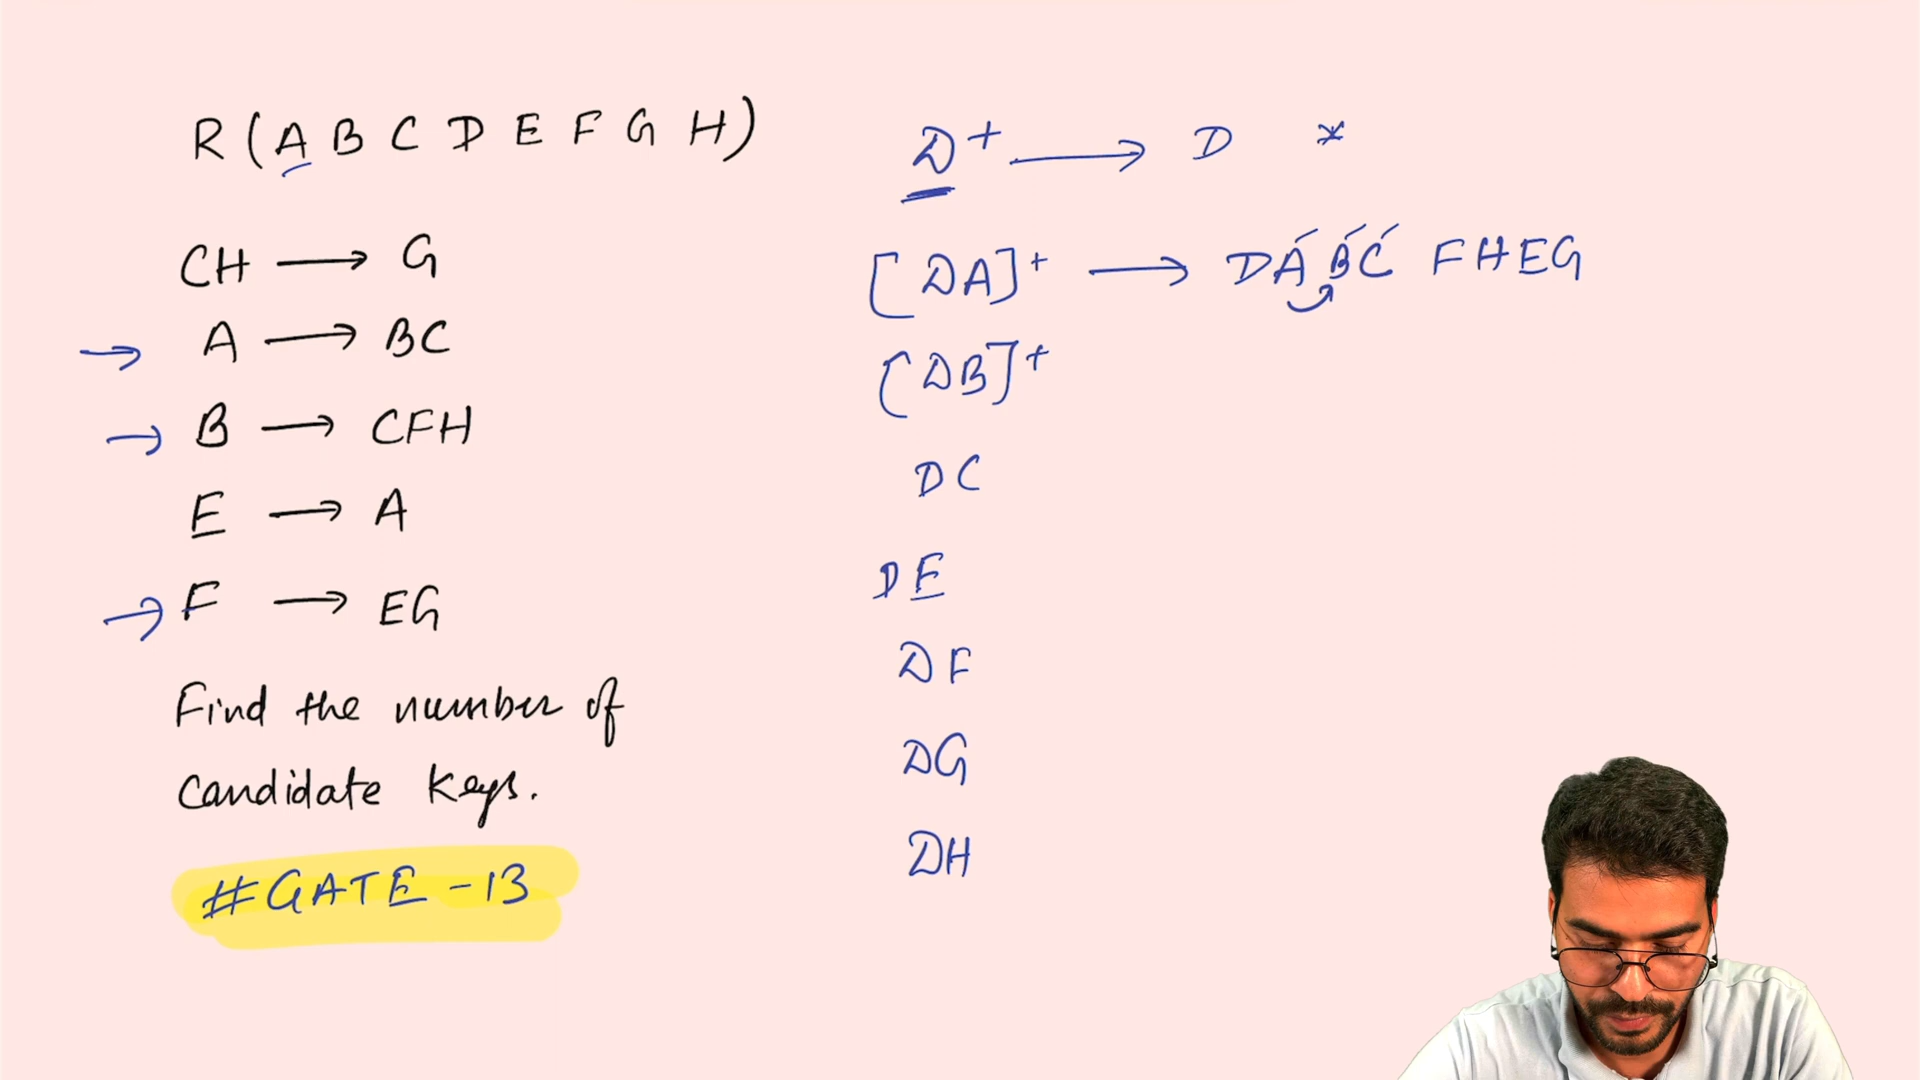 R ( A B C D E F G H )
CH → G
→ A → BC
→ B → CFH
E → A
→ F → EG
Find the number of
candidate keys.
#GATE -13
D+ → D *
[DA]+ → DABC FHEG
[DB]+
DC
DE
DF
DG
DH